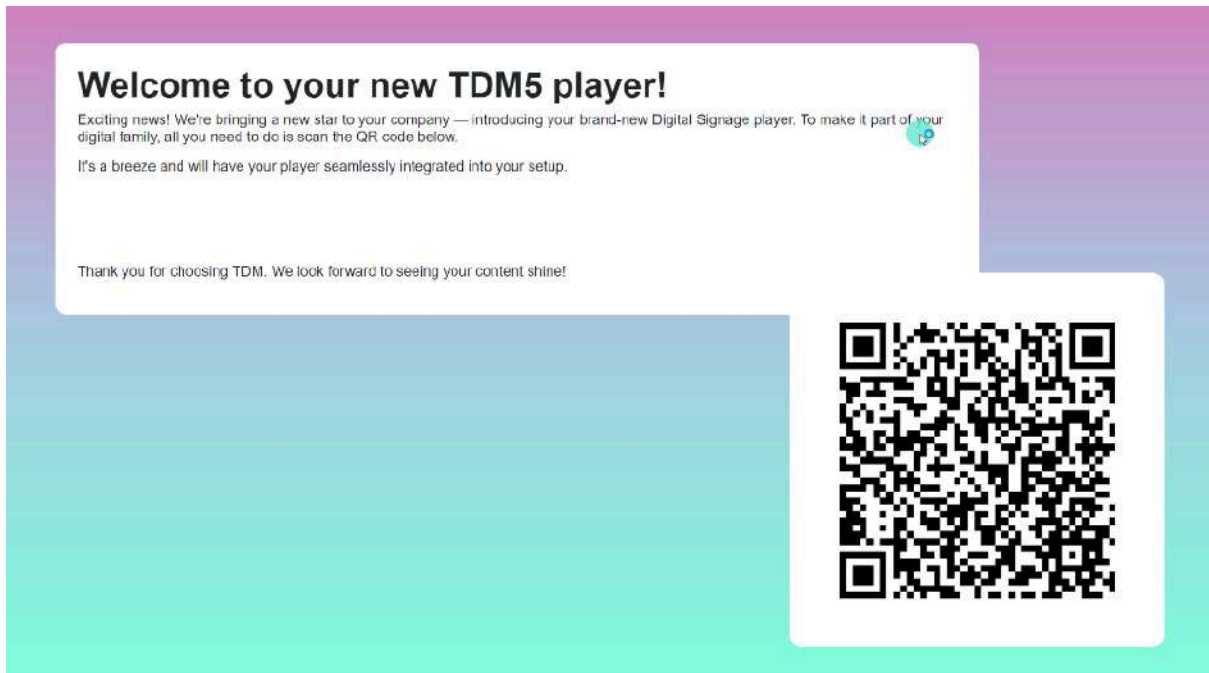 Welcome to your new TDM5 player!
Exciting news! We're bringing a new star to your company — introducing your brand-new Digital Signage player. To make it part of your
digital family, all you need to do is scan the QR code below.
It's a breeze and will have your player seamlessly integrated into your setup.
Thank you for choosing TDM. We look forward to seeing your content shine!